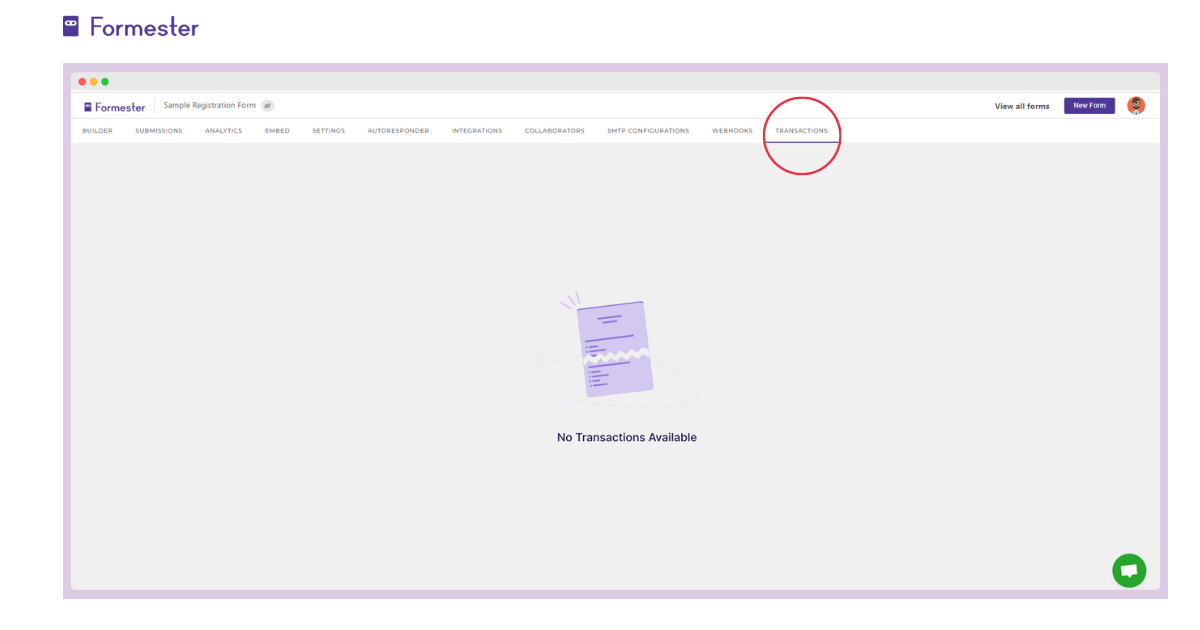 Formester
Formester Sample Registration Form View all forms New Form
BUILDER SUBMISSIONS ANALYTICS EMBED SETTINGS AUTORESPONDER INTEGRATIONS COLLABORATORS SMTP CONFIGURATIONS WEBHOOKS TRANSACTIONS
No Transactions Available